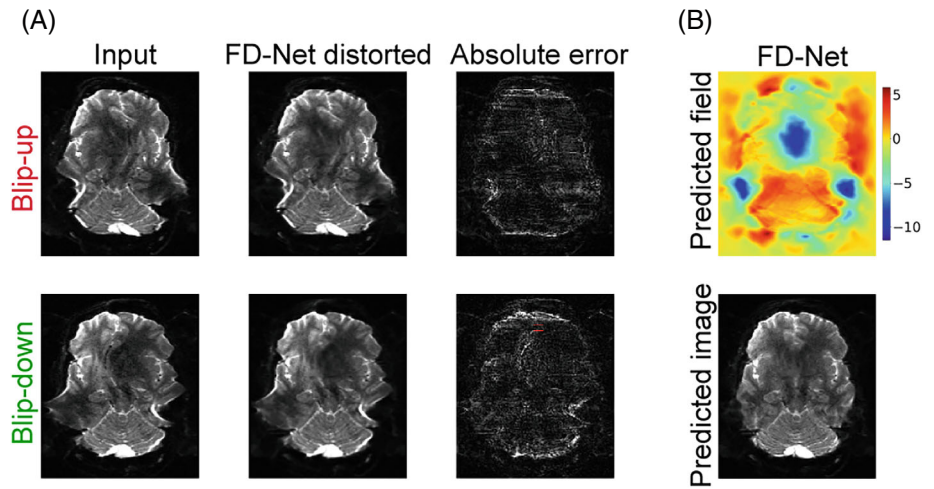 (A)
(B)
Input
FD-Net distorted
Absolute error
FD-Net
Blip-up
Predicted field
5
0
−5
−10
Blip-down
Predicted image